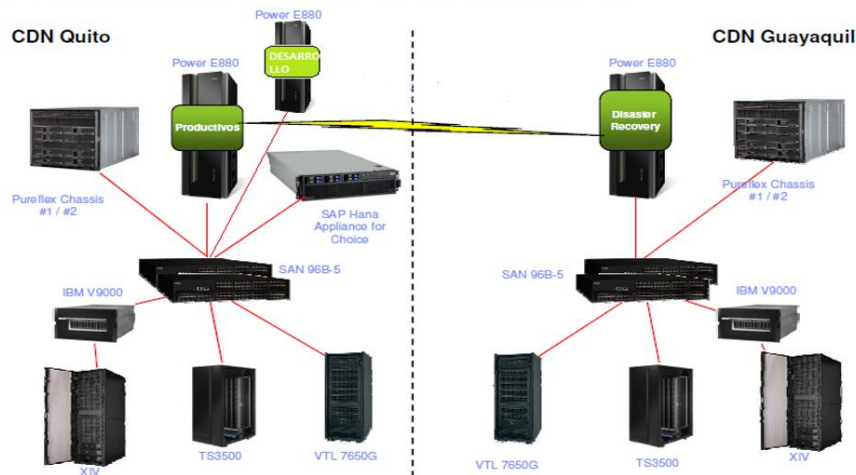 CDN Quito
Power E880
DESARRO
LLO
Power E880
Productivos
Pureflex Chassis
#1 / #2
SAP Hana
Appliance for
Choice
SAN 96B-5
IBM V9000
XIV
TS3500
VTL 7650G
CDN Guayaquil
Power E880
Disaster
Recovery
Pureflex Chassis
#1 / #2
SAN 96B-5
IBM V9000
VTL 7650G
TS3500
XIV